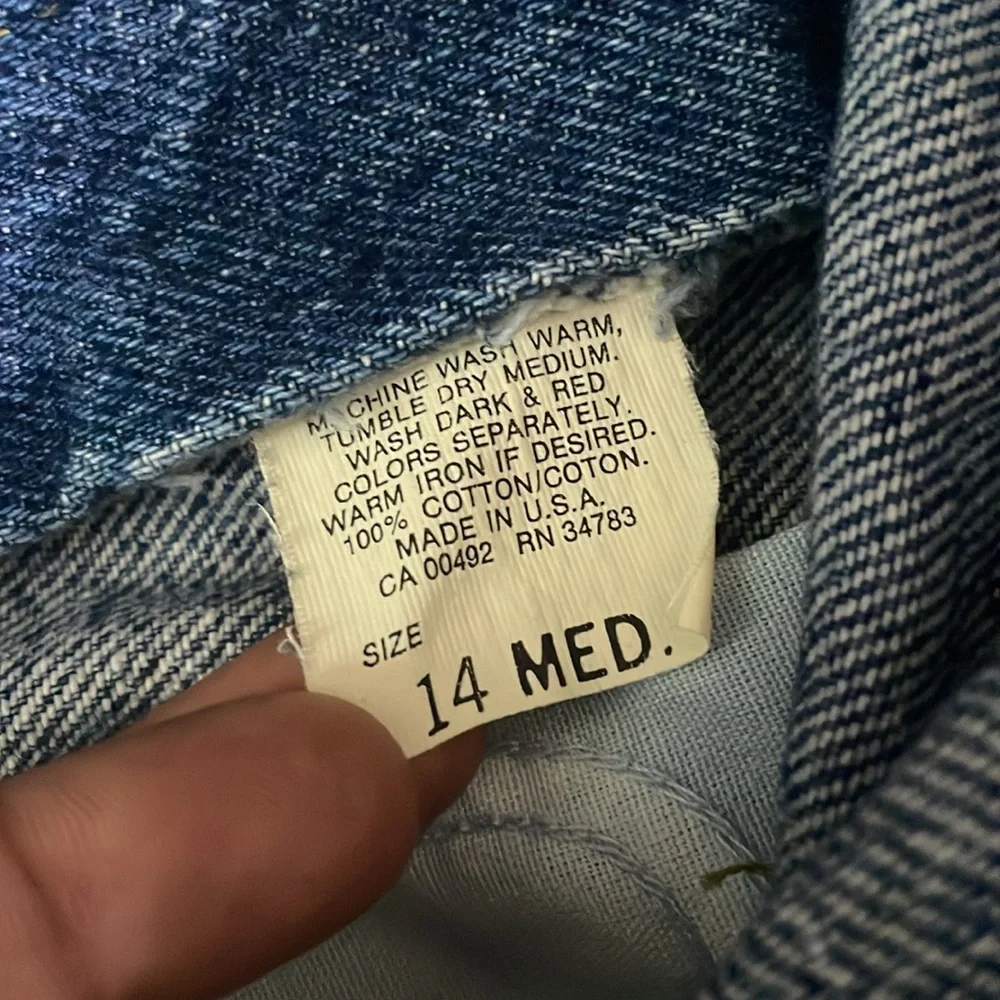 MACHINE WASH WARM,
TUMBLE DRY MEDIUM.
WASH DARK & RED
COLORS SEPARATELY.
WARM IRON IF DESIRED.
100% COTTON/COTON.
MADE IN U.S.A.
CA 00492 RN 34783
SIZE
14 MED.